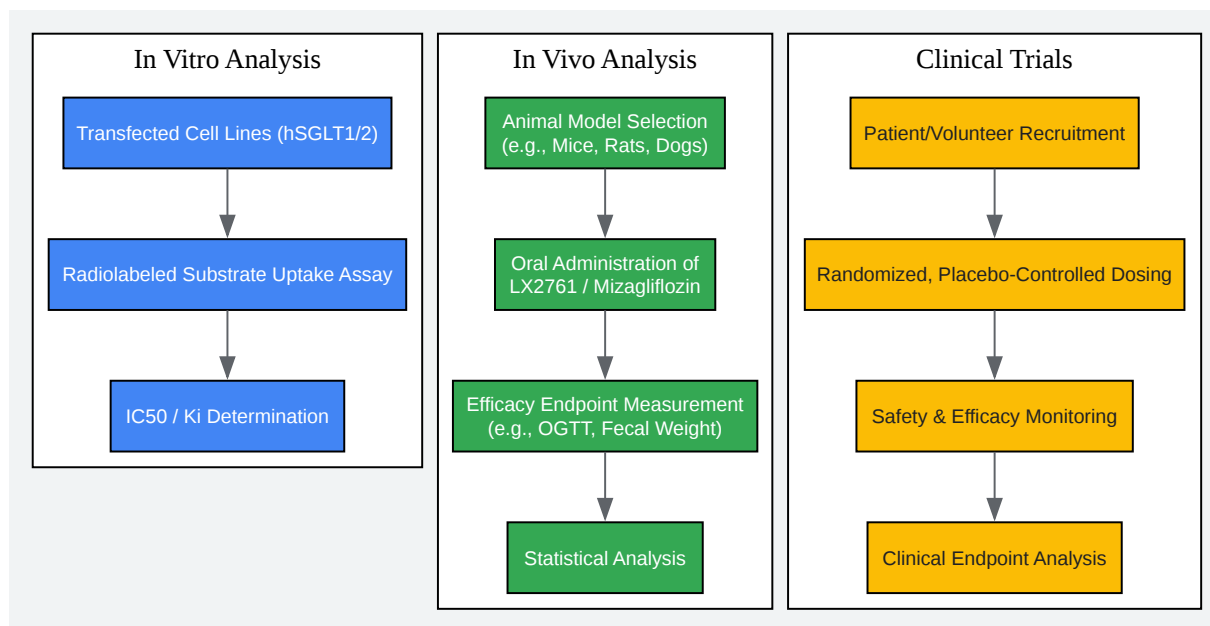 In Vitro Analysis
Transfected Cell Lines (hSGLT1/2)
Radiolabeled Substrate Uptake Assay
IC50 / Ki Determination
In Vivo Analysis
Animal Model Selection
(e.g., Mice, Rats, Dogs)
Oral Administration of
LX2761 / Mizagliflozin
Efficacy Endpoint Measurement
(e.g., OGTT, Fecal Weight)
Statistical Analysis
Clinical Trials
Patient/Volunteer Recruitment
Randomized, Placebo-Controlled Dosing
Safety & Efficacy Monitoring
Clinical Endpoint Analysis